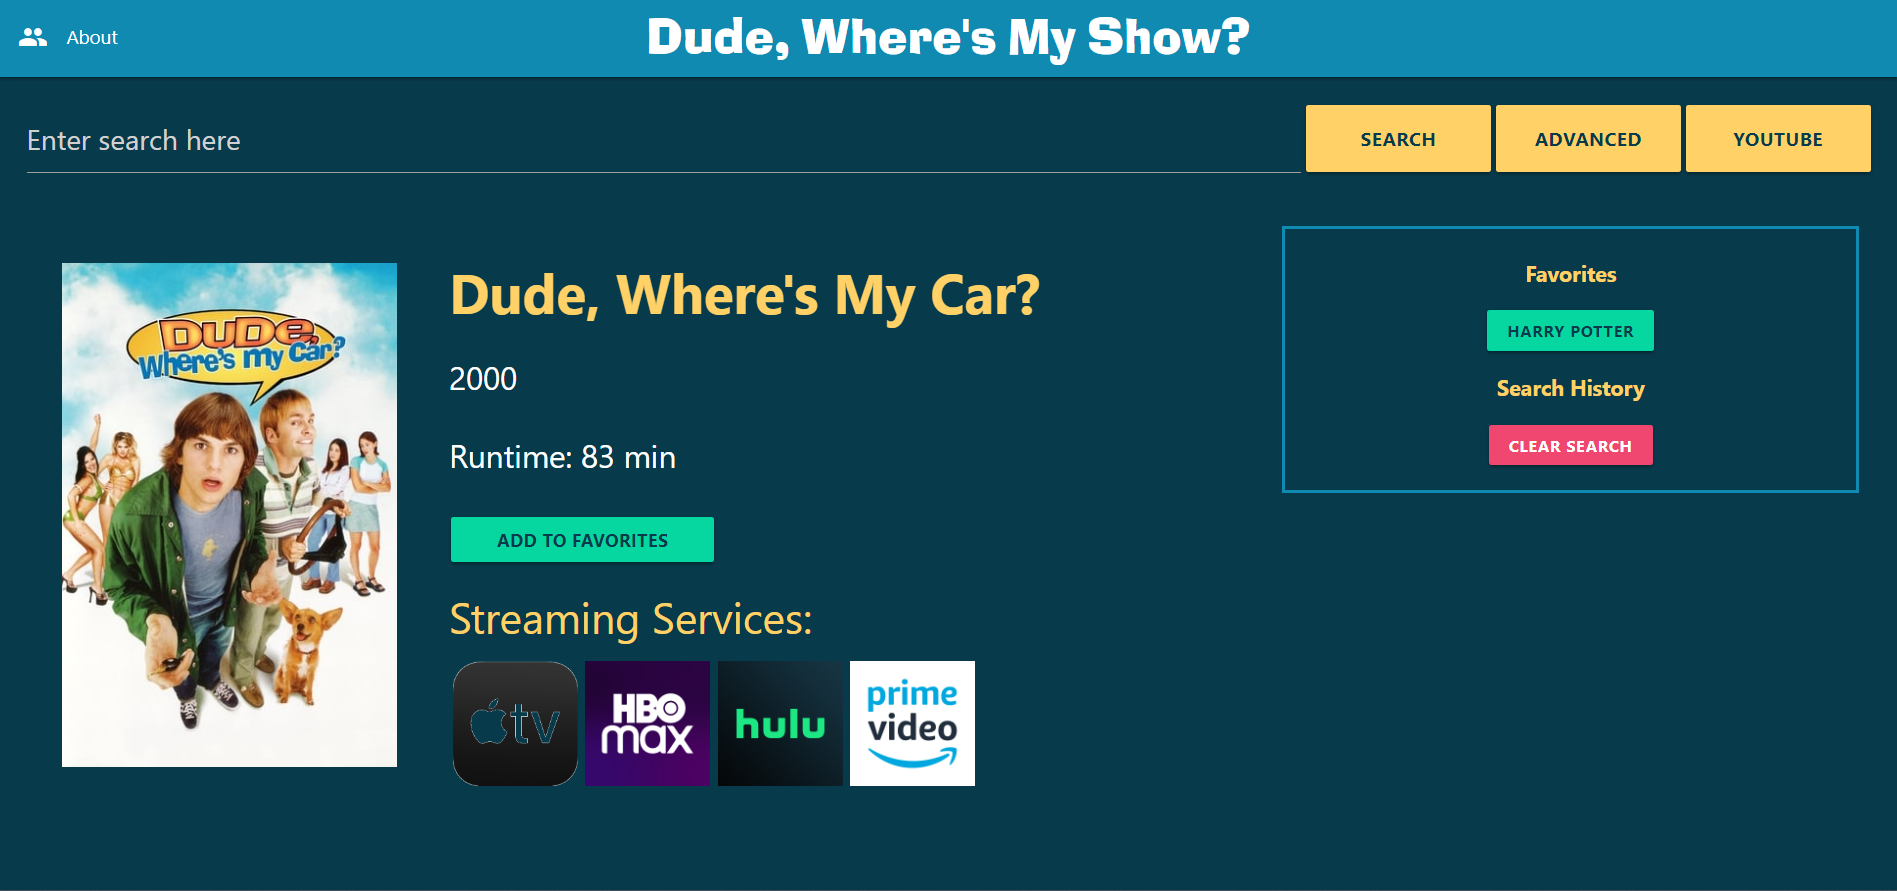 About
Dude, Where's My Show?
Enter search here
SEARCH
ADVANCED
YOUTUBE
DUDE,
Where's my Car?
Dude, Where's My Car?
2000
Runtime: 83 min
ADD TO FAVORITES
Streaming Services:
tv
HBO
max
hulu
prime
video
Favorites
HARRY POTTER
Search History
CLEAR SEARCH